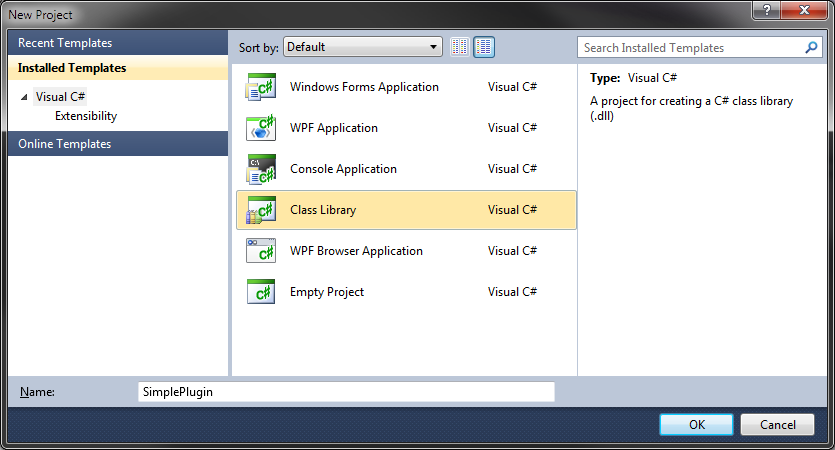 New Project
Recent Templates
Installed Templates
Visual C#
Extensibility
Online Templates
Sort by: Default
Search Installed Templates
Windows Forms Application Visual C#
WPF Application Visual C#
Console Application Visual C#
Class Library Visual C#
WPF Browser Application Visual C#
Empty Project Visual C#
Type: Visual C#
A project for creating a C# class library
(.dll)
Name: SimplePlugin
OK Cancel